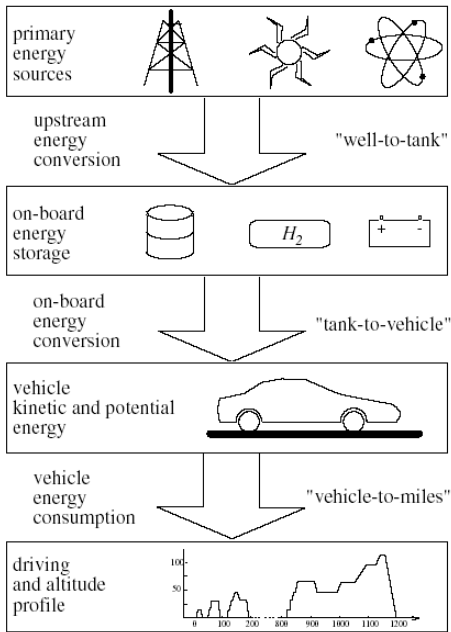 primary
energy
sources
upstream
energy
conversion
"well-to-tank"
on-board
energy
storage
H2
+ -
on-board
energy
conversion
"tank-to-vehicle"
vehicle
kinetic and potential
energy
vehicle
energy
consumption
"vehicle-to-miles"
driving
and altitude
profile
100
50
0 50 100 150 200 800 900 1000 1100 1200